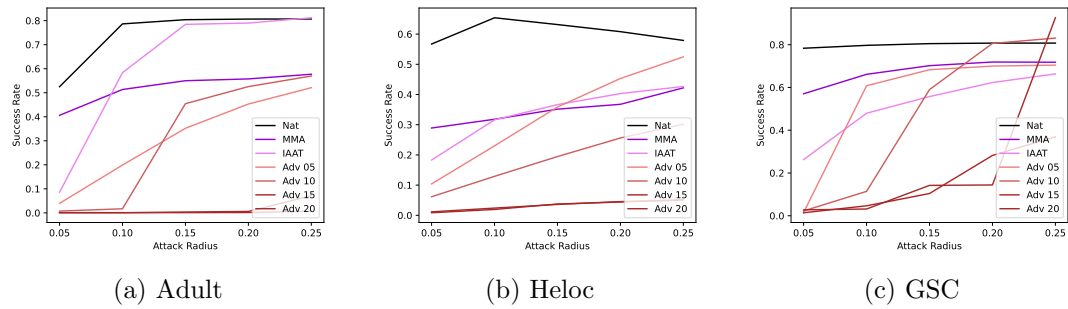 Success Rate
0.8
0.7
0.6
0.5
0.4
0.3
0.2
0.1
0.0
0.05 0.10 0.15 0.20 0.25
Attack Radius
Nat
MMA
IAAT
Adv 05
Adv 10
Adv 15
Adv 20
(a) Adult
Success Rate
0.6
0.5
0.4
0.3
0.2
0.1
0.0
0.05 0.10 0.15 0.20 0.25
Attack Radius
Nat
MMA
IAAT
Adv 05
Adv 10
Adv 15
Adv 20
(b) Heloc
Success Rate
0.8
0.6
0.4
0.2
0.0
0.05 0.10 0.15 0.20 0.25
Attack Radius
Nat
MMA
IAAT
Adv 05
Adv 10
Adv 15
Adv 20
(c) GSC